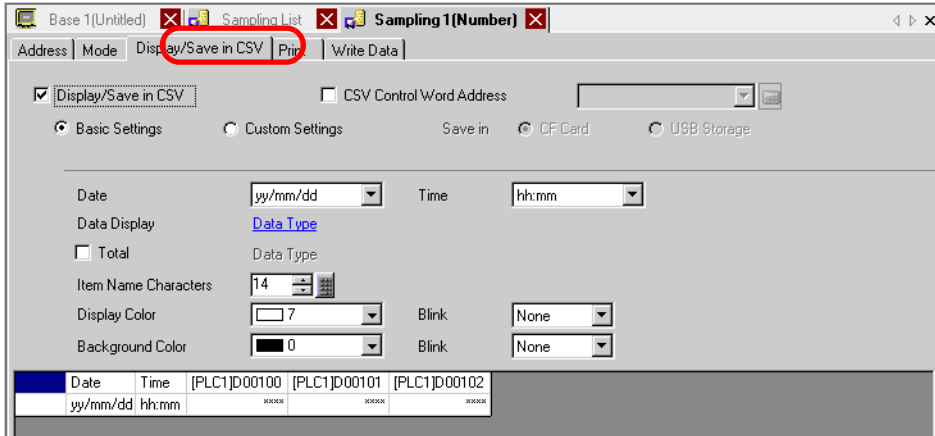 Base 1(Untitled) Sampling List Sampling 1(Number)
Address Mode Display/Save in CSV Print Write Data
Display/Save in CSV CSV Control Word Address
Basic Settings Custom Settings Save in CF Card USB Storage
Date yy/mm/dd Time hh:mm
Data Display Data Type
Total Data Type
Item Name Characters 14
Display Color 7 Blink None
Background Color 0 Blink None
Date Time [PLC1]D00100 [PLC1]D00101 [PLC1]D00102
yy/mm/dd hh:mm xxxx xxxx xxxx